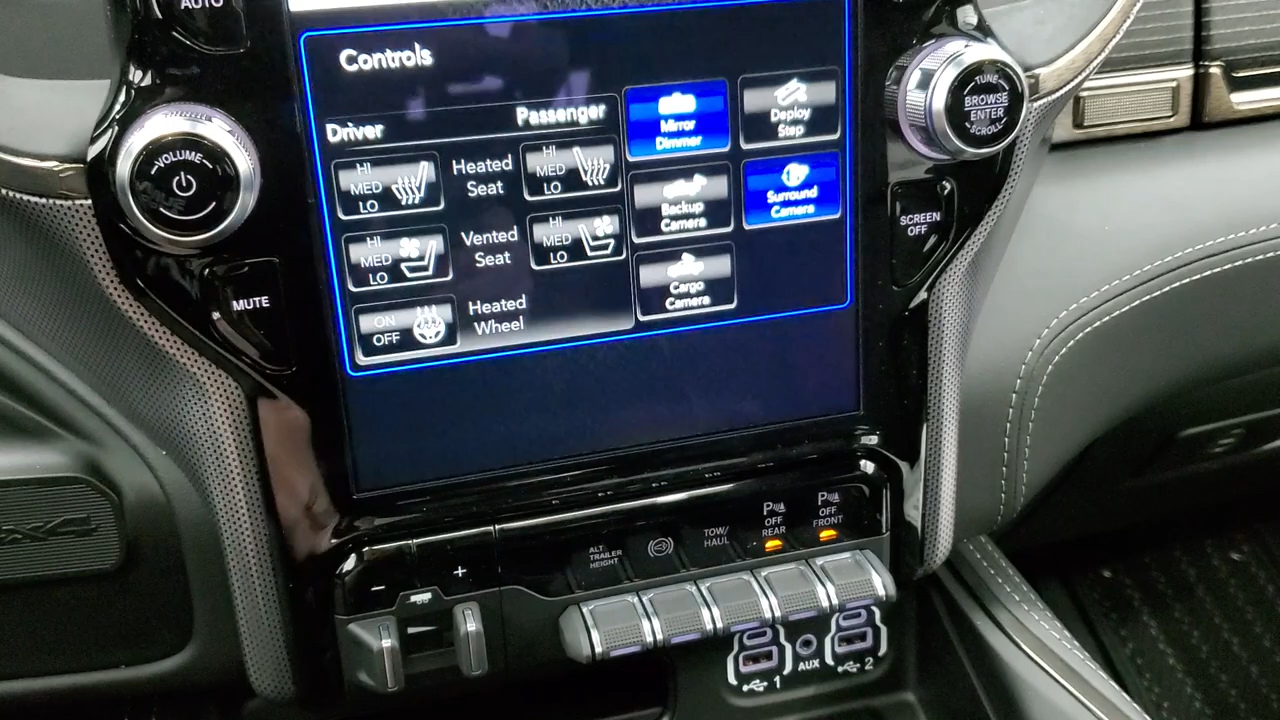 AUTO
Controls
Driver
Passenger
HI
MED
LO
Heated
Seat
HI
MED
LO
HI
MED
LO
Vented
Seat
HI
MED
LO
ON
OFF
Heated
Wheel
Mirror
Dimmer
Deploy
Step
Backup
Camera
Surround
Camera
Cargo
Camera
VOLUME
MUTE
TUNE
BROWSE
ENTER
SCROLL
SCREEN
OFF
- +
ALT
TRAILER
HEIGHT
TOW/
HAUL
P
OFF
REAR
P
OFF
FRONT
1
AUX
2